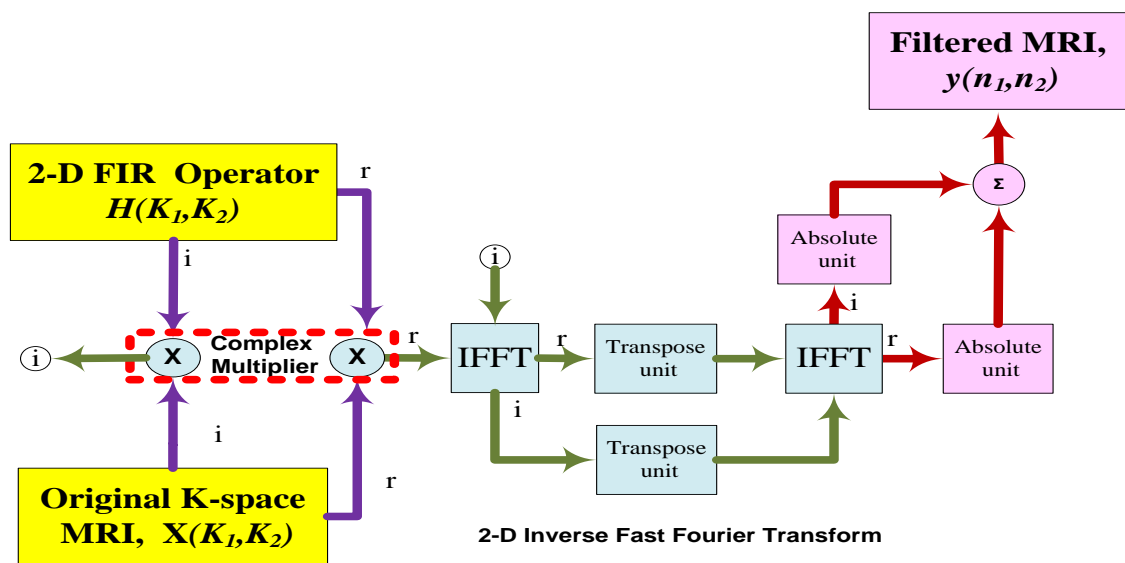 Filtered MRI,
y(n₁,n₂)
2-D FIR Operator
H(K₁,K₂)
r
i
Σ
Absolute
unit
i
i
X
Complex
Multiplier
X
r
IFFT
r
Transpose
unit
IFFT
i
r
Absolute
unit
i
i
r
Transpose
unit
Original K-space
MRI, X(K₁,K₂)
2-D Inverse Fast Fourier Transform